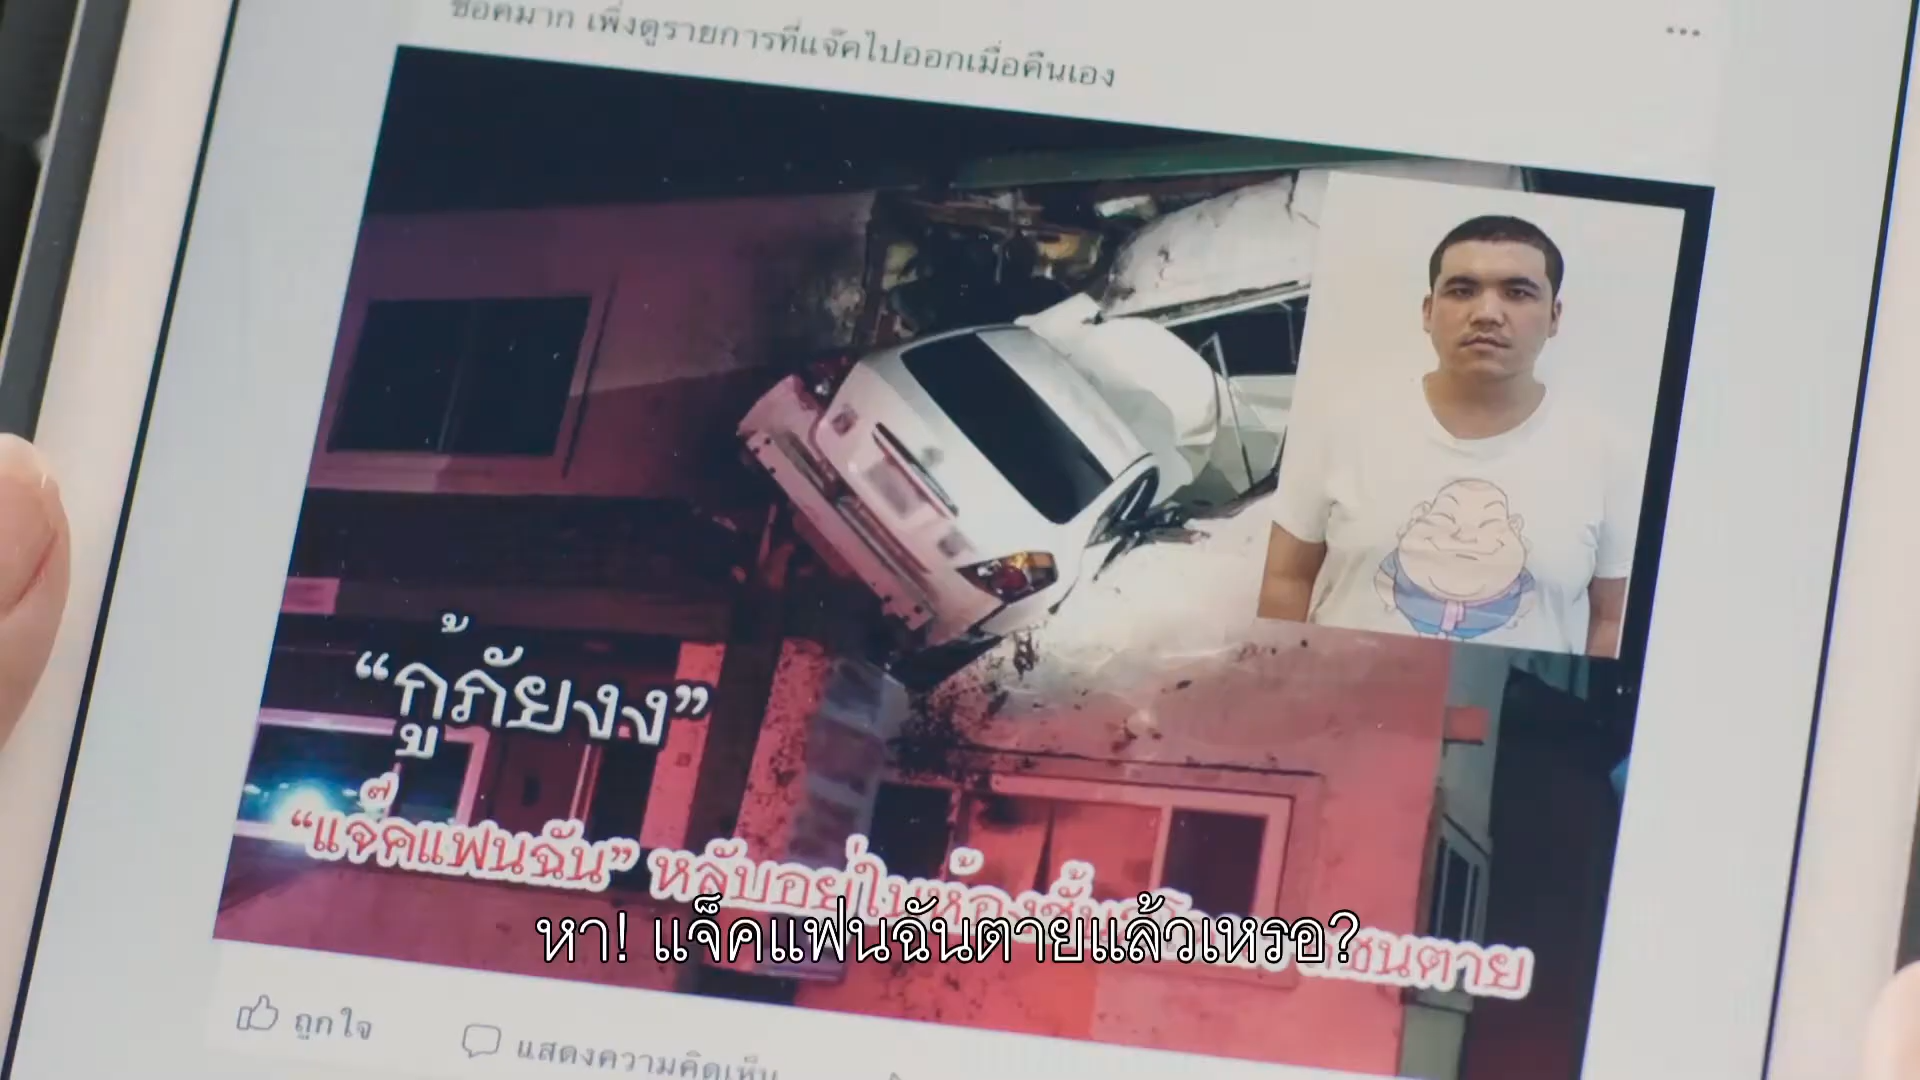 ช็อคมาก เพิ่งดูรายการที่แจ๊คไปออกเมื่อคืนเอง
“กู้ภัยงง”
“แจ๊คแฟนฉัน” หลับอยู่ในห้องชั้น ชนตาย
หา! แจ็คแฟนฉันตายแล้วเหรอ?
ถูกใจ
แสดงความคิดเห็น